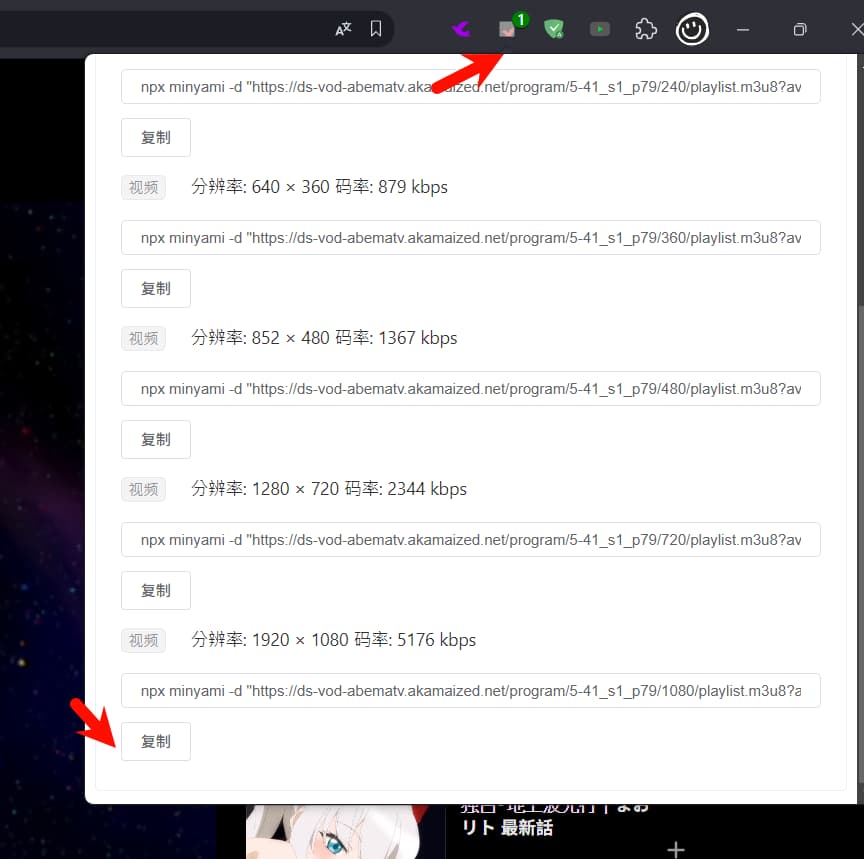 1
npx minyami -d "https://ds-vod-abematv.akamaized.net/program/5-41_s1_p79/240/playlist.m3u8?av
复制
视频 分辨率: 640 × 360 码率: 879 kbps
npx minyami -d "https://ds-vod-abematv.akamaized.net/program/5-41_s1_p79/360/playlist.m3u8?av
复制
视频 分辨率: 852 × 480 码率: 1367 kbps
npx minyami -d "https://ds-vod-abematv.akamaized.net/program/5-41_s1_p79/480/playlist.m3u8?av
复制
视频 分辨率: 1280 × 720 码率: 2344 kbps
npx minyami -d "https://ds-vod-abematv.akamaized.net/program/5-41_s1_p79/720/playlist.m3u8?av
复制
视频 分辨率: 1920 × 1080 码率: 5176 kbps
npx minyami -d "https://ds-vod-abematv.akamaized.net/program/5-41_s1_p79/1080/playlist.m3u8?a
复制
リト 最新話